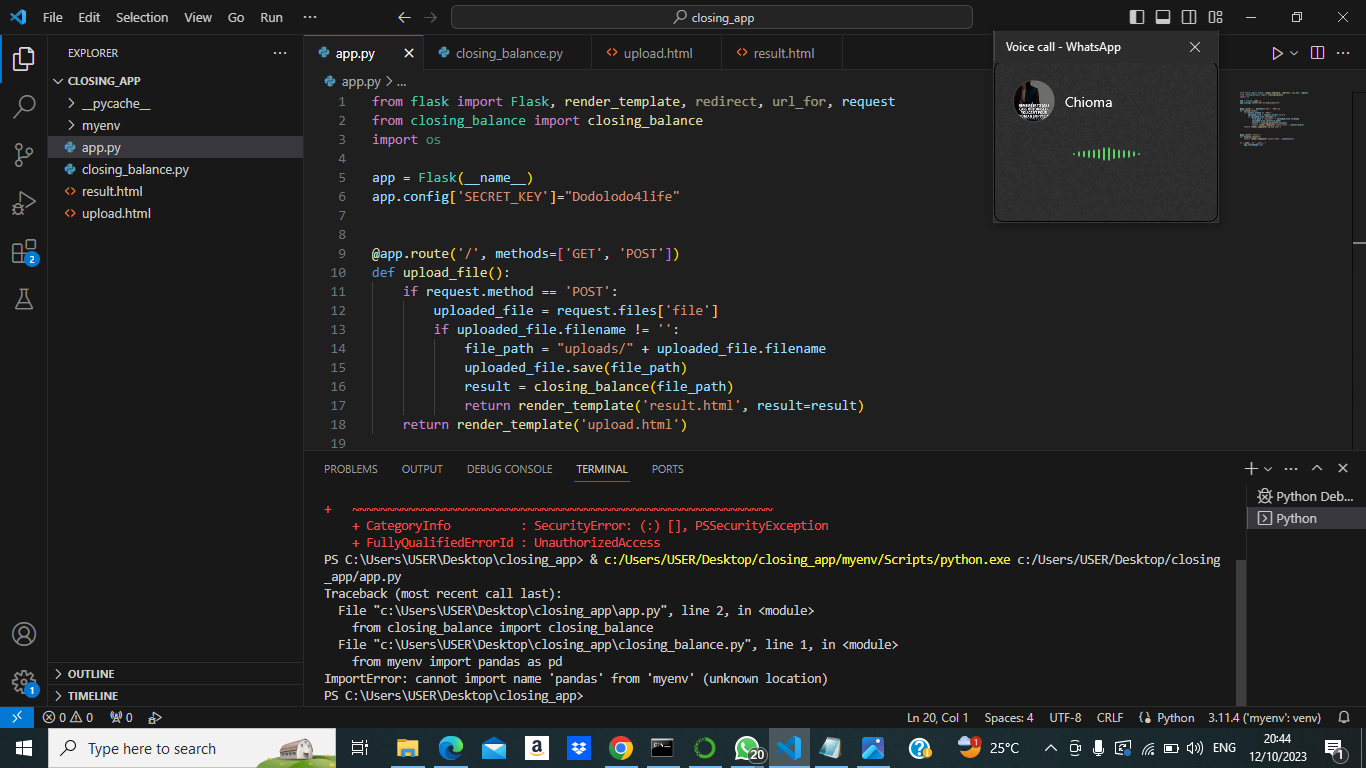 File Edit Selection View Go Run ···
closing_app
EXPLORER
CLOSING_APP
__pycache__
myenv
app.py
closing_balance.py
result.html
upload.html
OUTLINE
TIMELINE
app.py
closing_balance.py
upload.html
result.html
app.py > ...
1 from flask import Flask, render_template, redirect, url_for, request
2 from closing_balance import closing_balance
3 import os
4
5 app = Flask(__name__)
6 app.config['SECRET_KEY']="Dodolodo4life"
7
8
9 @app.route('/', methods=['GET', 'POST'])
10 def upload_file():
11 if request.method == 'POST':
12 uploaded_file = request.files['file']
13 if uploaded_file.filename != '':
14 file_path = "uploads/" + uploaded_file.filename
15 uploaded_file.save(file_path)
16 result = closing_balance(file_path)
17 return render_template('result.html', result=result)
18 return render_template('upload.html')
19
Voice call - WhatsApp
Chioma
PROBLEMS OUTPUT DEBUG CONSOLE TERMINAL PORTS
+ ~~~~~~~~~~~~~~~~~~~~~~~~~~~~~~~~~~~~~~~~~~~~~~~~~~~~~~~~~~~~
+ CategoryInfo : SecurityError: (:) [], PSSecurityException
+ FullyQualifiedErrorId : UnauthorizedAccess
PS C:\Users\USER\Desktop\closing_app> & c:/Users/USER/Desktop/closing_app/myenv/Scripts/python.exe c:/Users/USER/Desktop/closing
_app/app.py
Traceback (most recent call last):
File "c:\Users\USER\Desktop\closing_app\app.py", line 2, in <module>
from closing_balance import closing_balance
File "c:\Users\USER\Desktop\closing_app\closing_balance.py", line 1, in <module>
from myenv import pandas as pd
ImportError: cannot import name 'pandas' from 'myenv' (unknown location)
PS C:\Users\USER\Desktop\closing_app>
Python Deb...
Python
2
1
0 0 0
Ln 20, Col 1 Spaces: 4 UTF-8 CRLF Python 3.11.4 ('myenv': venv)
Type here to search
20
25°C
ENG
20:44
12/10/2023
1